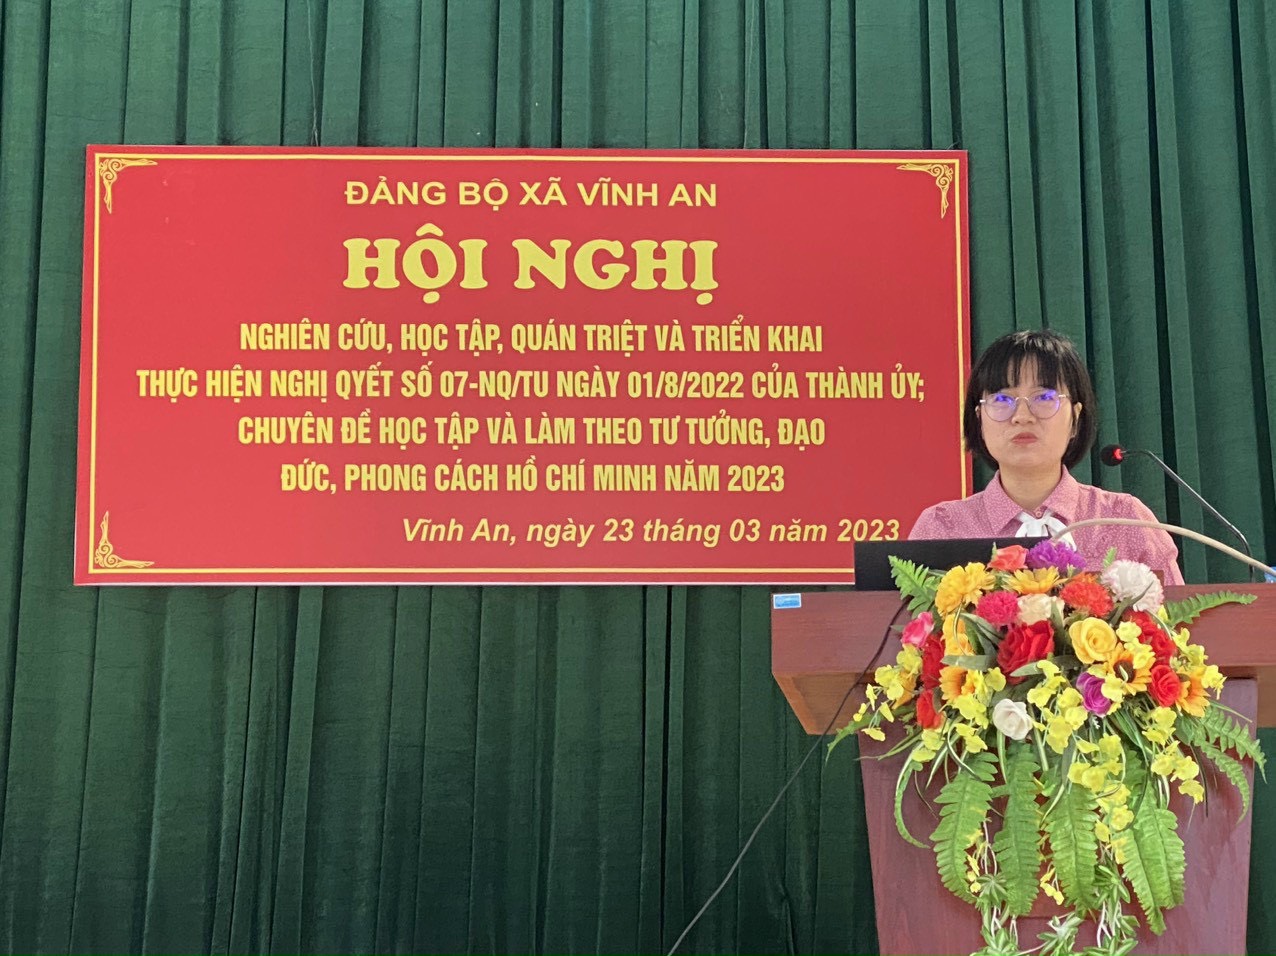 ĐẢNG BỘ XÃ VĨNH AN
HỘI NGHỊ
NGHIÊN CỨU, HỌC TẬP, QUÁN TRIỆT VÀ TRIỂN KHAI
THỰC HIỆN NGHỊ QYẾT SỐ 07-NQ/TU NGÀY 01/8/2022 CỦA THÀNH ỦY;
CHUYÊN ĐỀ HỌC TẬP VÀ LÀM THEO TƯ TƯỞNG, ĐẠO
ĐỨC, PHONG CÁCH HỒ CHÍ MINH NĂM 2023
Vĩnh An, ngày 23 tháng 03 năm 2023